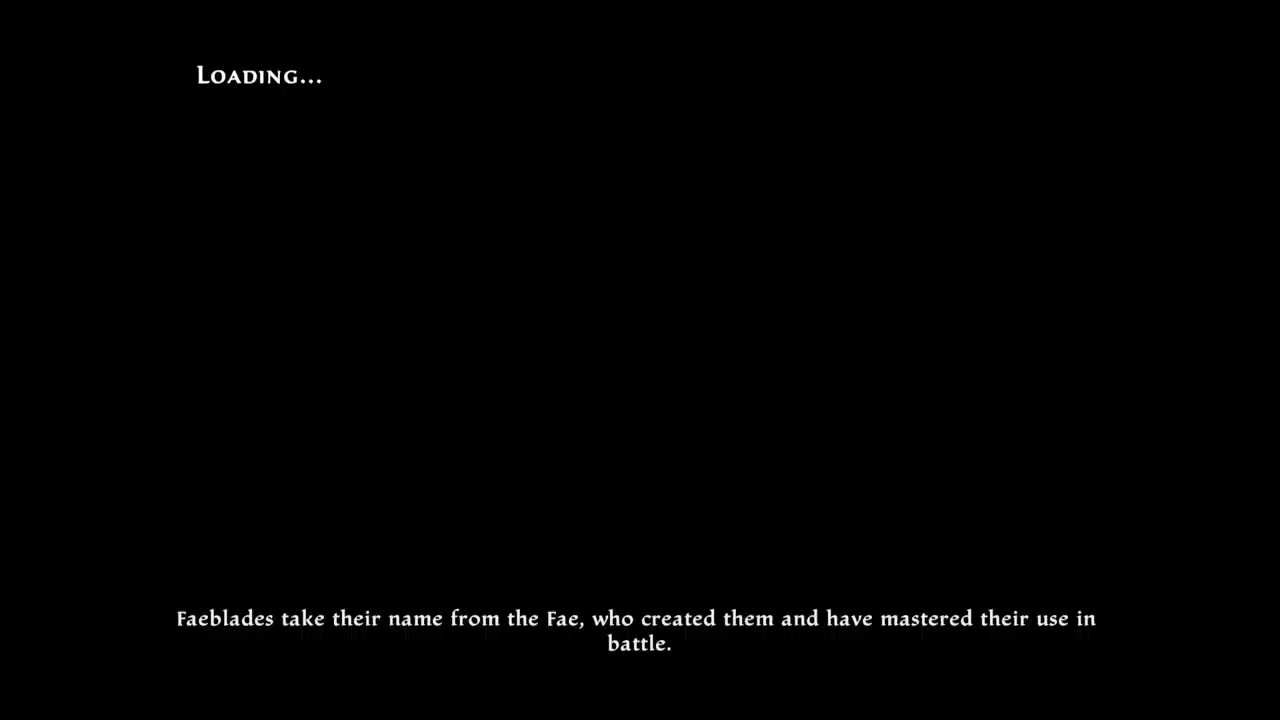 Loading...
Faeblades take their name from the Fae, who created them and have mastered their use in
battle.